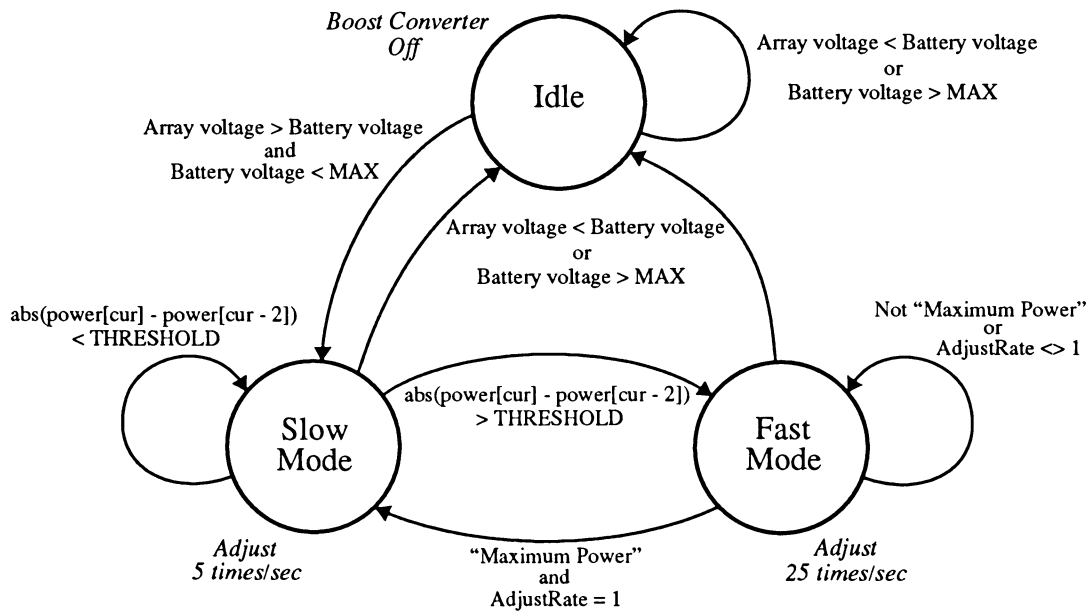 Boost Converter
Off
Idle
Array voltage < Battery voltage
or
Battery voltage > MAX
Array voltage > Battery voltage
and
Battery voltage < MAX
Array voltage < Battery voltage
or
Battery voltage > MAX
abs(power[cur] - power[cur - 2])
< THRESHOLD
Not “Maximum Power”
or
AdjustRate <> 1
abs(power[cur] - power[cur - 2])
> THRESHOLD
Slow
Mode
Fast
Mode
Adjust
5 times/sec
“Maximum Power”
and
AdjustRate = 1
Adjust
25 times/sec